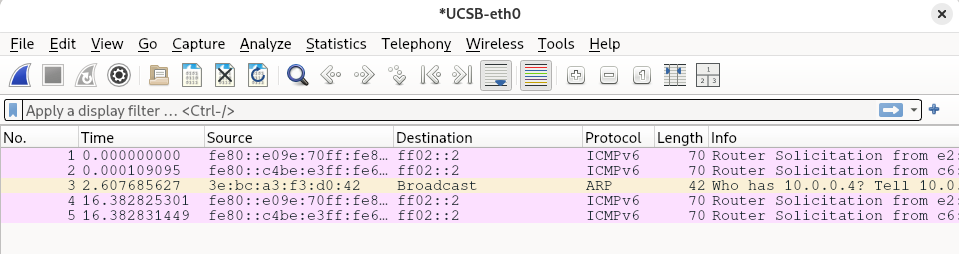 *UCSB-eth0
File Edit View Go Capture Analyze Statistics Telephony Wireless Tools Help
Apply a display filter … <Ctrl-/>
No. Time Source Destination Protocol Length Info
1 0.000000000 fe80::e09e:70ff:fe8… ff02::2 ICMPv6 70 Router Solicitation from e2:
2 0.000109095 fe80::c4be:e3ff:fe6… ff02::2 ICMPv6 70 Router Solicitation from c6:
3 2.607685627 3e:bc:a3:f3:d0:42 Broadcast ARP 42 Who has 10.0.0.4? Tell 10.0.
4 16.382825301 fe80::e09e:70ff:fe8… ff02::2 ICMPv6 70 Router Solicitation from e2:
5 16.382831449 fe80::c4be:e3ff:fe6… ff02::2 ICMPv6 70 Router Solicitation from c6: